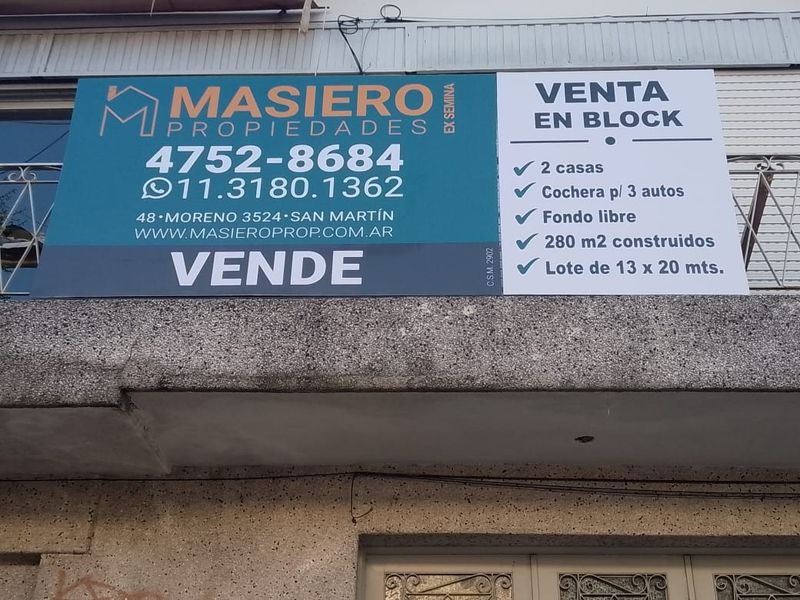 MASIERO
PROPIEDADES
EX SEMINA
4752-8684
11.3180.1362
48•MORENO 3524•SAN MARTÍN
WWW.MASIEROPROP.COM.AR
VENDE
C.S.M. 2902
VENTA
EN BLOCK
2 casas
Cochera p/ 3 autos
Fondo libre
280 m2 construidos
Lote de 13 x 20 mts.